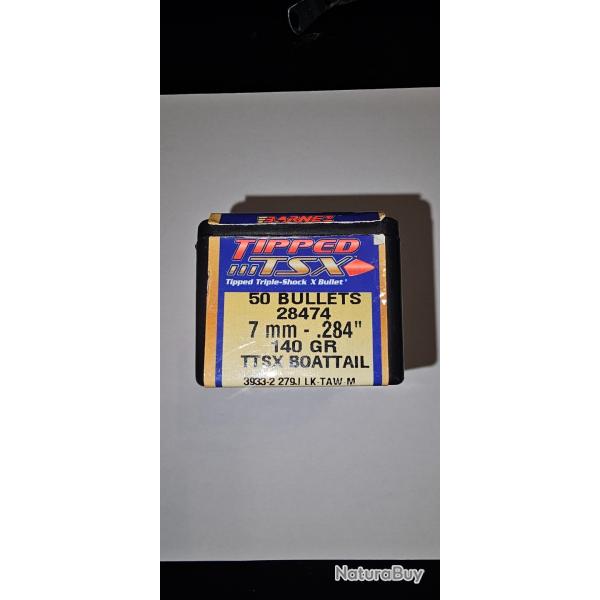 BARNES
TIPPED
TSX
Tipped Triple-Shock X Bullet
50 BULLETS
28474
7 mm - .284"
140 GR
TTSX BOATTAIL
3933-2 279J LK-TAW-M
NaturaBuy